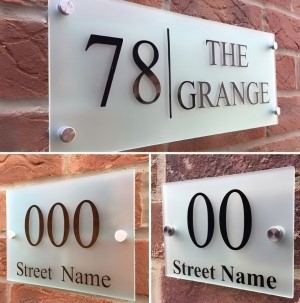 78 THE
GRANGE
000
Street Name
00
Street Name